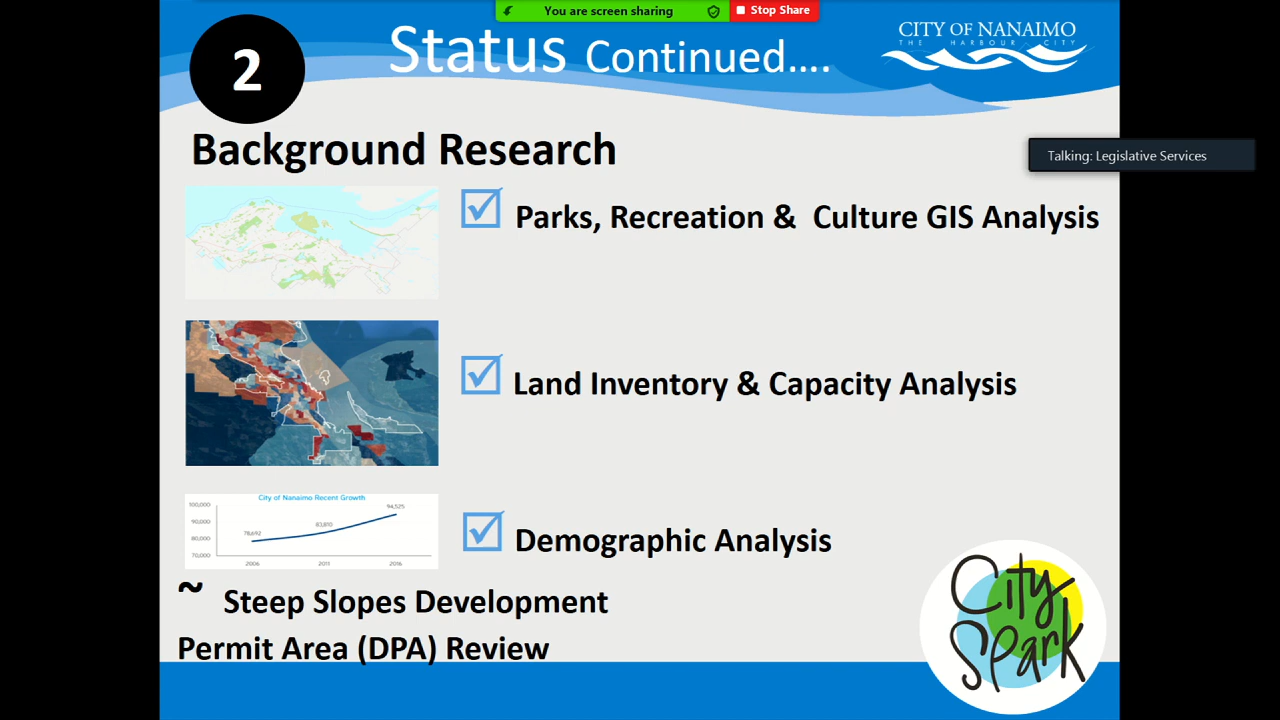 You are screen sharing
Stop Share
2
Status Continued....
CITY OF NANAIMO
THE HARBOUR CITY
Talking: Legislative Services
Background Research
Parks, Recreation & Culture GIS Analysis
Land Inventory & Capacity Analysis
City of Nanaimo Recent Growth
100,000
90,000
80,000
70,000
78,692
83,810
94,525
2006
2011
2016
Demographic Analysis
~ Steep Slopes Development
Permit Area (DPA) Review
City
Spark